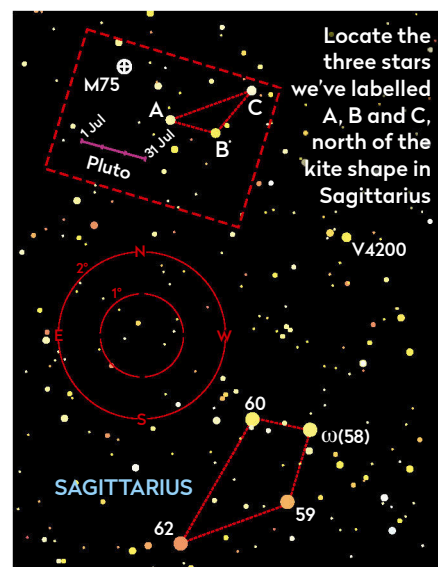 Locate the
three stars
we've labelled
A, B and C,
north of the
kite shape in
Sagittarius
M75
A
C
B
1 Jul
31 Jul
Pluto
V4200
N
2°
1°
E
W
S
60
ω(58)
SAGITTARIUS
59
62